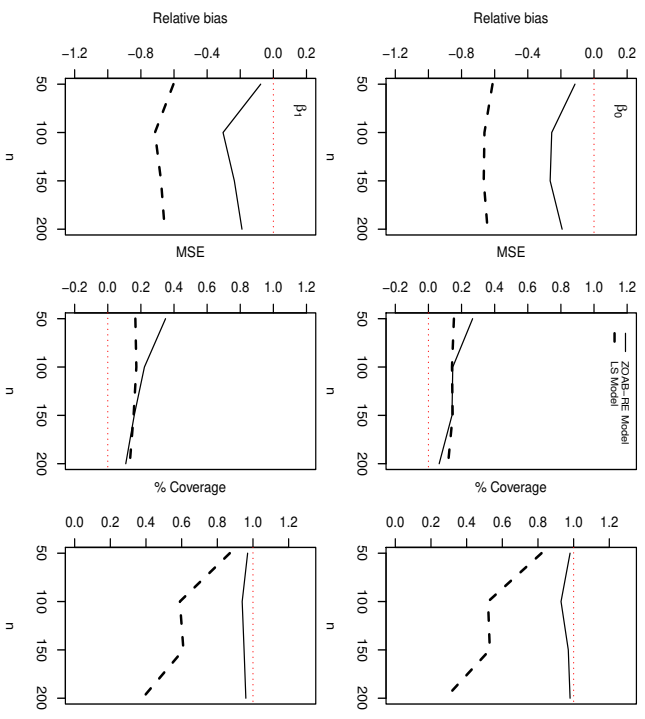 Relative bias
−1.2 −0.8 −0.4 0.0 0.2
β0
50 100 150 200
n
MSE
−0.2 0.0 0.2 0.4 0.6 0.8 1.0 1.2
ZOAB−RE Model
LS Model
50 100 150 200
n
% Coverage
0.0 0.2 0.4 0.6 0.8 1.0 1.2
50 100 150 200
n
Relative bias
−1.2 −0.8 −0.4 0.0 0.2
β1
50 100 150 200
n
MSE
−0.2 0.0 0.2 0.4 0.6 0.8 1.0 1.2
50 100 150 200
n
% Coverage
0.0 0.2 0.4 0.6 0.8 1.0 1.2
50 100 150 200
n